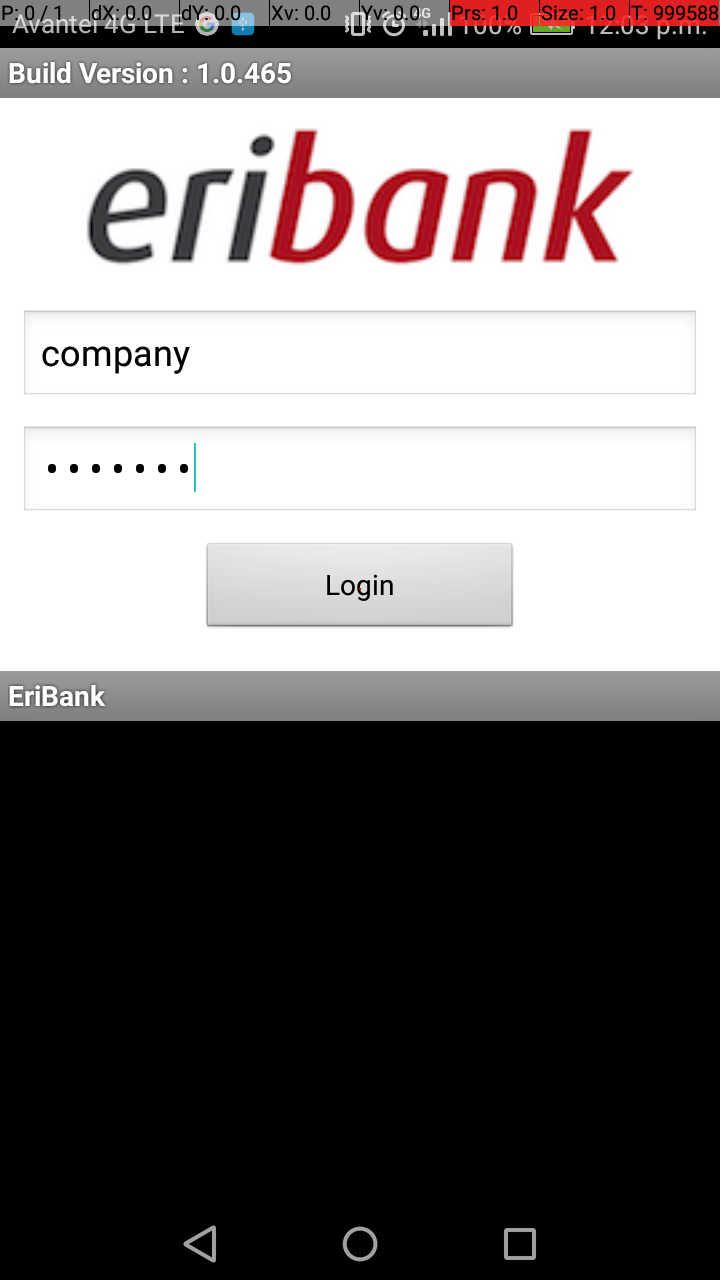 P: 0 / 1 dX: 0.0 dY: 0.0 Xv: 0.0 Yv: 0.0 Prs: 1.0 Size: 1.0 T: 999588
Avantel 4G LTE 4G 100% 12:03 p.m.
Build Version : 1.0.465
eribank
company
•••••••
Login
EriBank